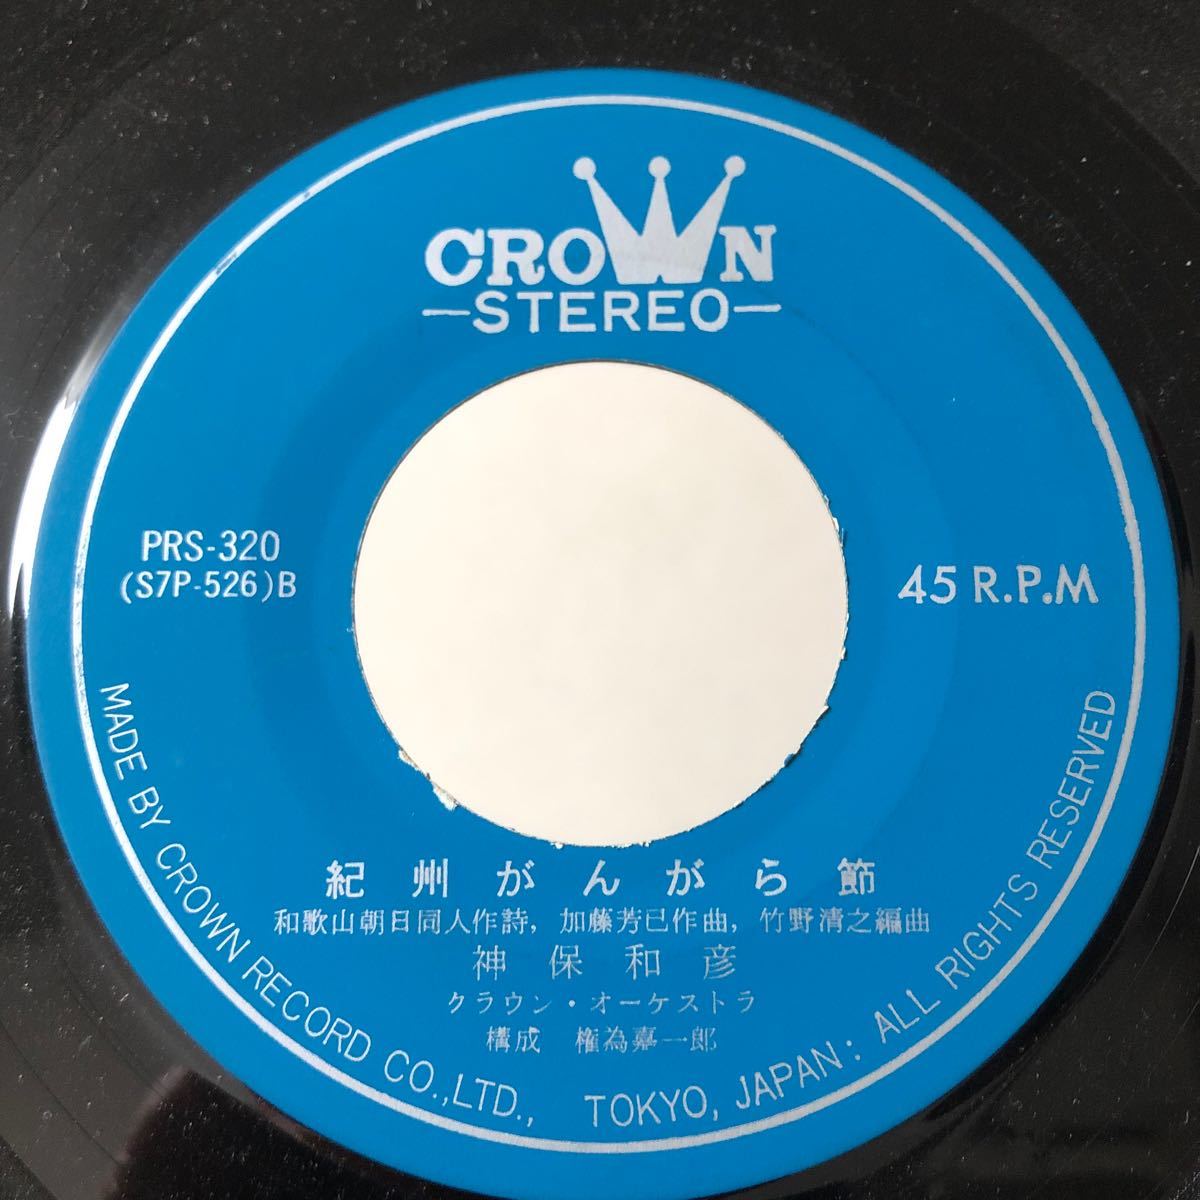 CROWN
—STEREO—
PRS-320
(S7P-526)B
45 R.P.M
紀州がんがら節
和歌山朝日同人作詩, 加藤芳巳作曲, 竹野清之編曲
神保和彦
クラウン・オーケストラ
構成 権為嘉一郎
MADE BY CROWN RECORD CO.,LTD., TOKYO, JAPAN: ALL RIGHTS RESERVED